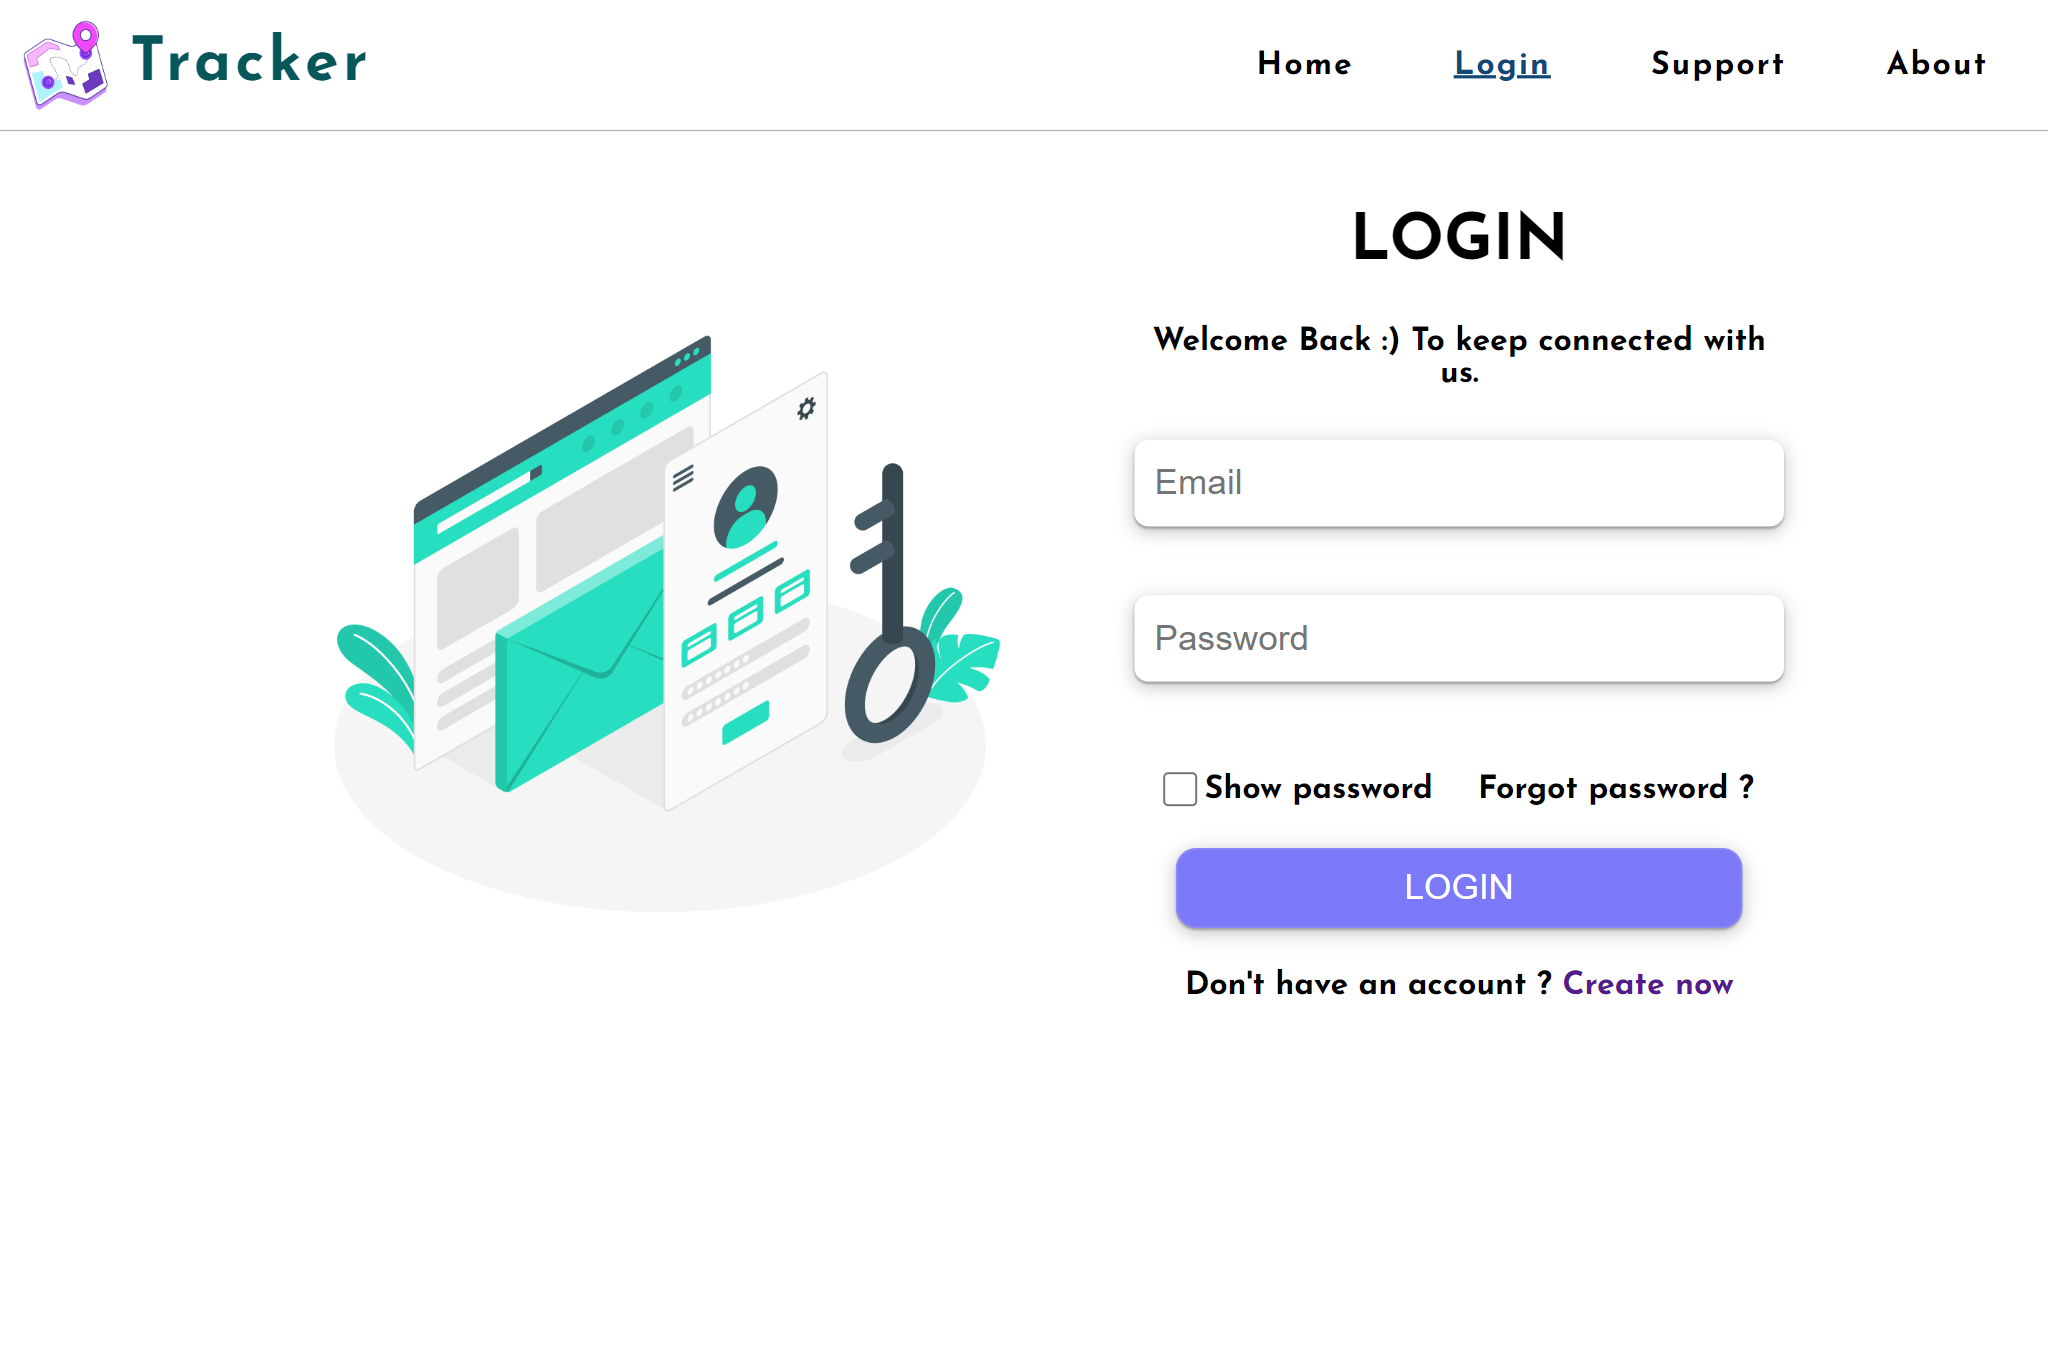 Tracker
Home Login Support About
LOGIN
Welcome Back :) To keep connected with
us.
Email
Password
Show password Forgot password ?
LOGIN
Don't have an account ? Create now